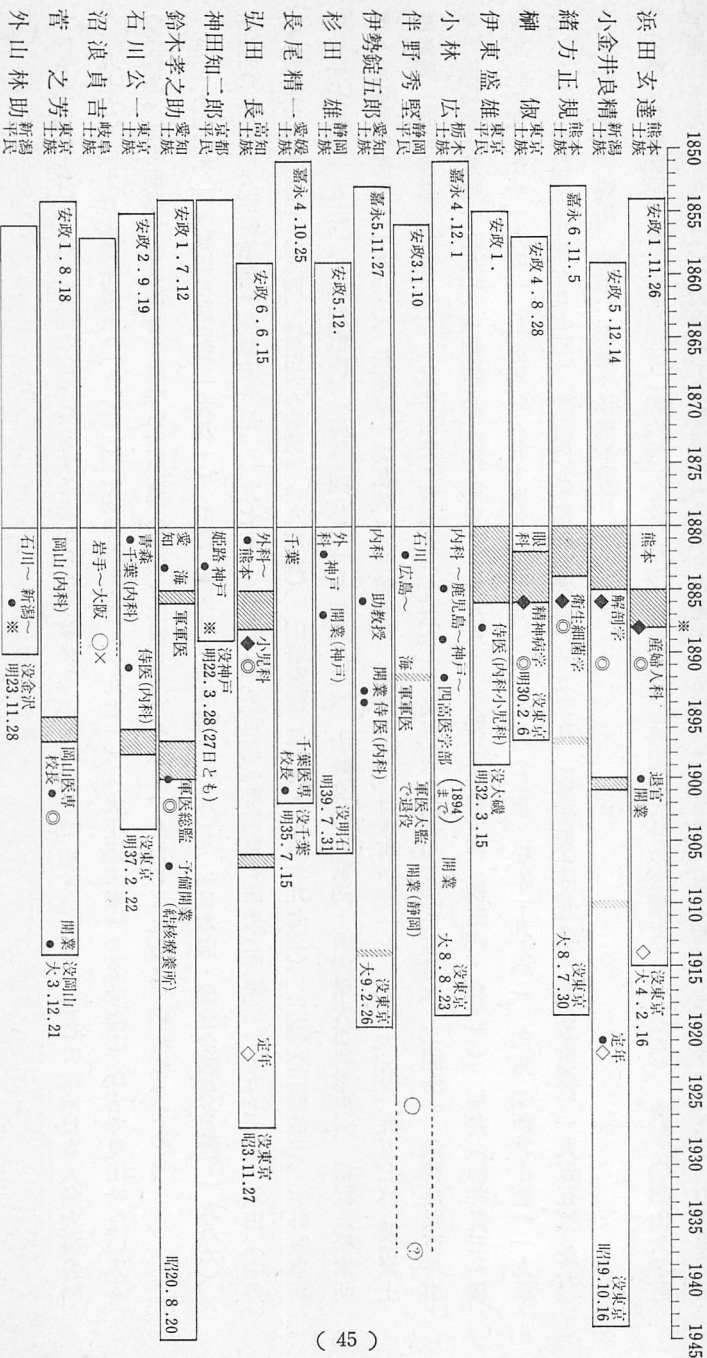 1850 1855 1860 1865 1870 1875 1880 1885 1890 1895 1900 1905 1910 1915 1920 1925 1930 1935 1940 1945
※
浜田玄達 熊本士族 安政1.11.26 熊本 産婦人科 退官 開業 没東京 大4.2.16
小金井良精 新潟士族 安政5.12.14 解剖学 定年 没東京 昭19.10.16
緒方正規 熊本士族 嘉永6.11.5 衛生細菌学 没東京 大8.7.30
榊俶 東京士族 安政4.8.28 眼科 精神病学 没東京 明30.2.6
伊東盛雄 東京平民 安政1. 侍医(内科小児科) 没大磯 明32.3.15
小林広 栃木士族 嘉永4.12.1 内科~鹿児島~神戸~ 四高医学部(1894まで) 開業 没東京 大8.8.23
伴野秀堅 静岡平民 安政3.1.10 石川 広島~ 海軍軍医 軍医大監で退役 開業(静岡) (?)
伊勢錠五郎 愛知士族 嘉永5.11.27 内科 助教授 開業侍医(内科) 没東京 大9.2.26
杉田雄 静岡士族 安政5.12. 外科 神戸 開業(神戸) 没明石 明39.7.31
長尾精一 愛媛士族 嘉永4.10.25 千葉 千葉医専校長 没千葉 明35.7.15
弘田長 高知士族 安政6.6.15 外科~熊本 小児科 定年 没東京 昭3.11.27
神田知二郎 京都平民 姫路 神戸 ※ 没神戸 明22.3.28(27日とも)
鈴木孝之助 愛知士族 安政1.7.12 愛知 海軍軍医 軍医総監 予備開業(結核療養所) 昭20.8.20
石川公一 東京士族 安政2.9.19 青森 千葉(内科) 侍医(内科) 没東京 明37.2.22
沼浪貞吉 岐阜士族 岩手~大阪 ○×
菅之芳 東京士族 安政1.8.18 岡山(内科) 岡山医専校長 開業 没岡山 大3.12.21
外山林助 新潟平民 石川~新潟~ ※ 没金沢 明23.11.28
(45)